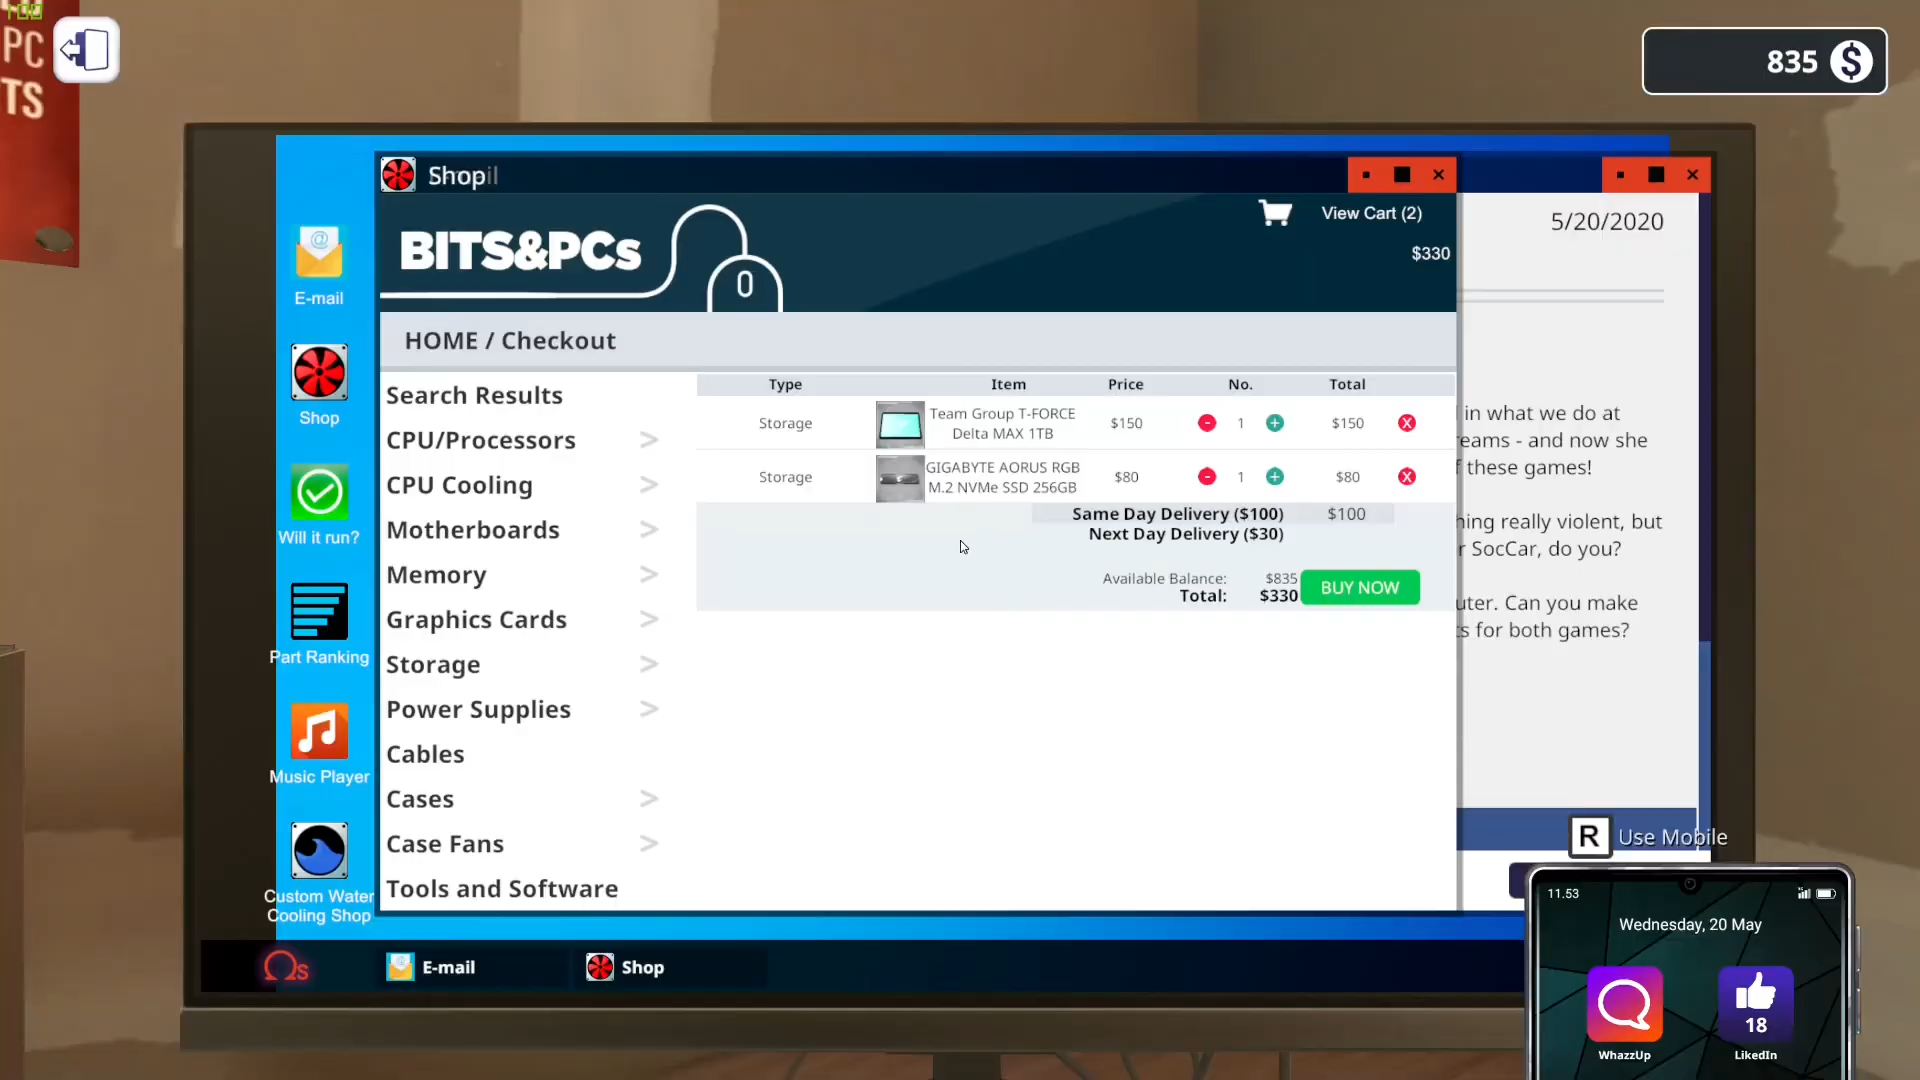 100
PC
TS
835
Shop
5/20/2020
View Cart (2)
$330
BITS&PCs
HOME / Checkout
E-mail
Shop
Will it run?
Part Ranking
Music Player
Custom Water
Cooling Shop
Search Results
CPU/Processors >
CPU Cooling >
Motherboards >
Memory >
Graphics Cards >
Storage >
Power Supplies >
Cables
Cases >
Case Fans >
Tools and Software
Type Item Price No. Total
Storage Team Group T-FORCE Delta MAX 1TB $150 - 1 + $150 X
Storage GIGABYTE AORUS RGB M.2 NVMe SSD 256GB $80 - 1 + $80 X
Same Day Delivery ($100) $100
Next Day Delivery ($30)
Available Balance: $835
Total: $330
BUY NOW
in what we do at
reams - and now she
f these games!
hing really violent, but
r SocCar, do you?
uter. Can you make
ts for both games?
R Use Mobile
11.53
Wednesday, 20 May
18
WhazzUp
LikedIn
Ωs
E-mail
Shop